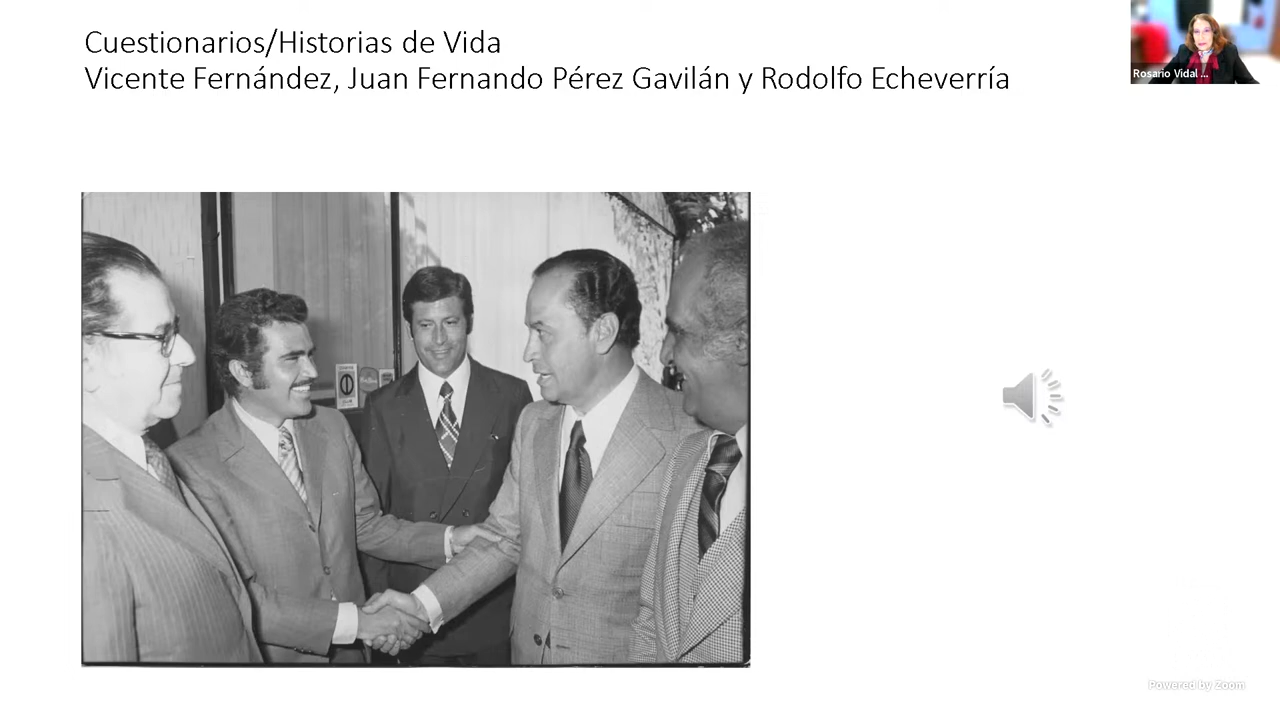 Cuestionarios/Historias de Vida
Vicente Fernández, Juan Fernando Pérez Gavilán y Rodolfo Echeverría
Rosario Vidal ...
Powered by Zoom